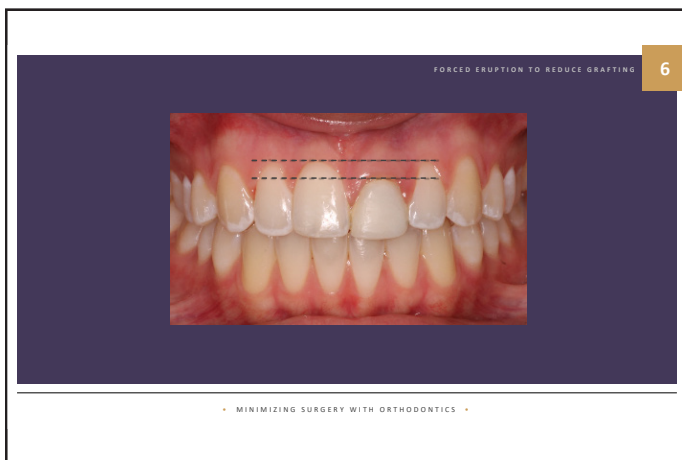 FORCED ERUPTION TO REDUCE GRAFTING
6
• MINIMIZING SURGERY WITH ORTHODONTICS •